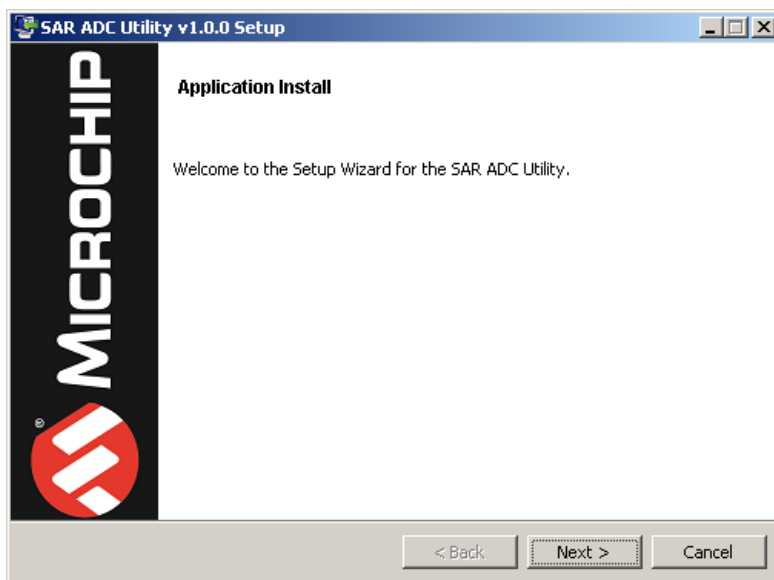 SAR ADC Utility v1.0.0 Setup
MICROCHIP
®
Application Install
Welcome to the Setup Wizard for the SAR ADC Utility.
< Back
Next >
Cancel